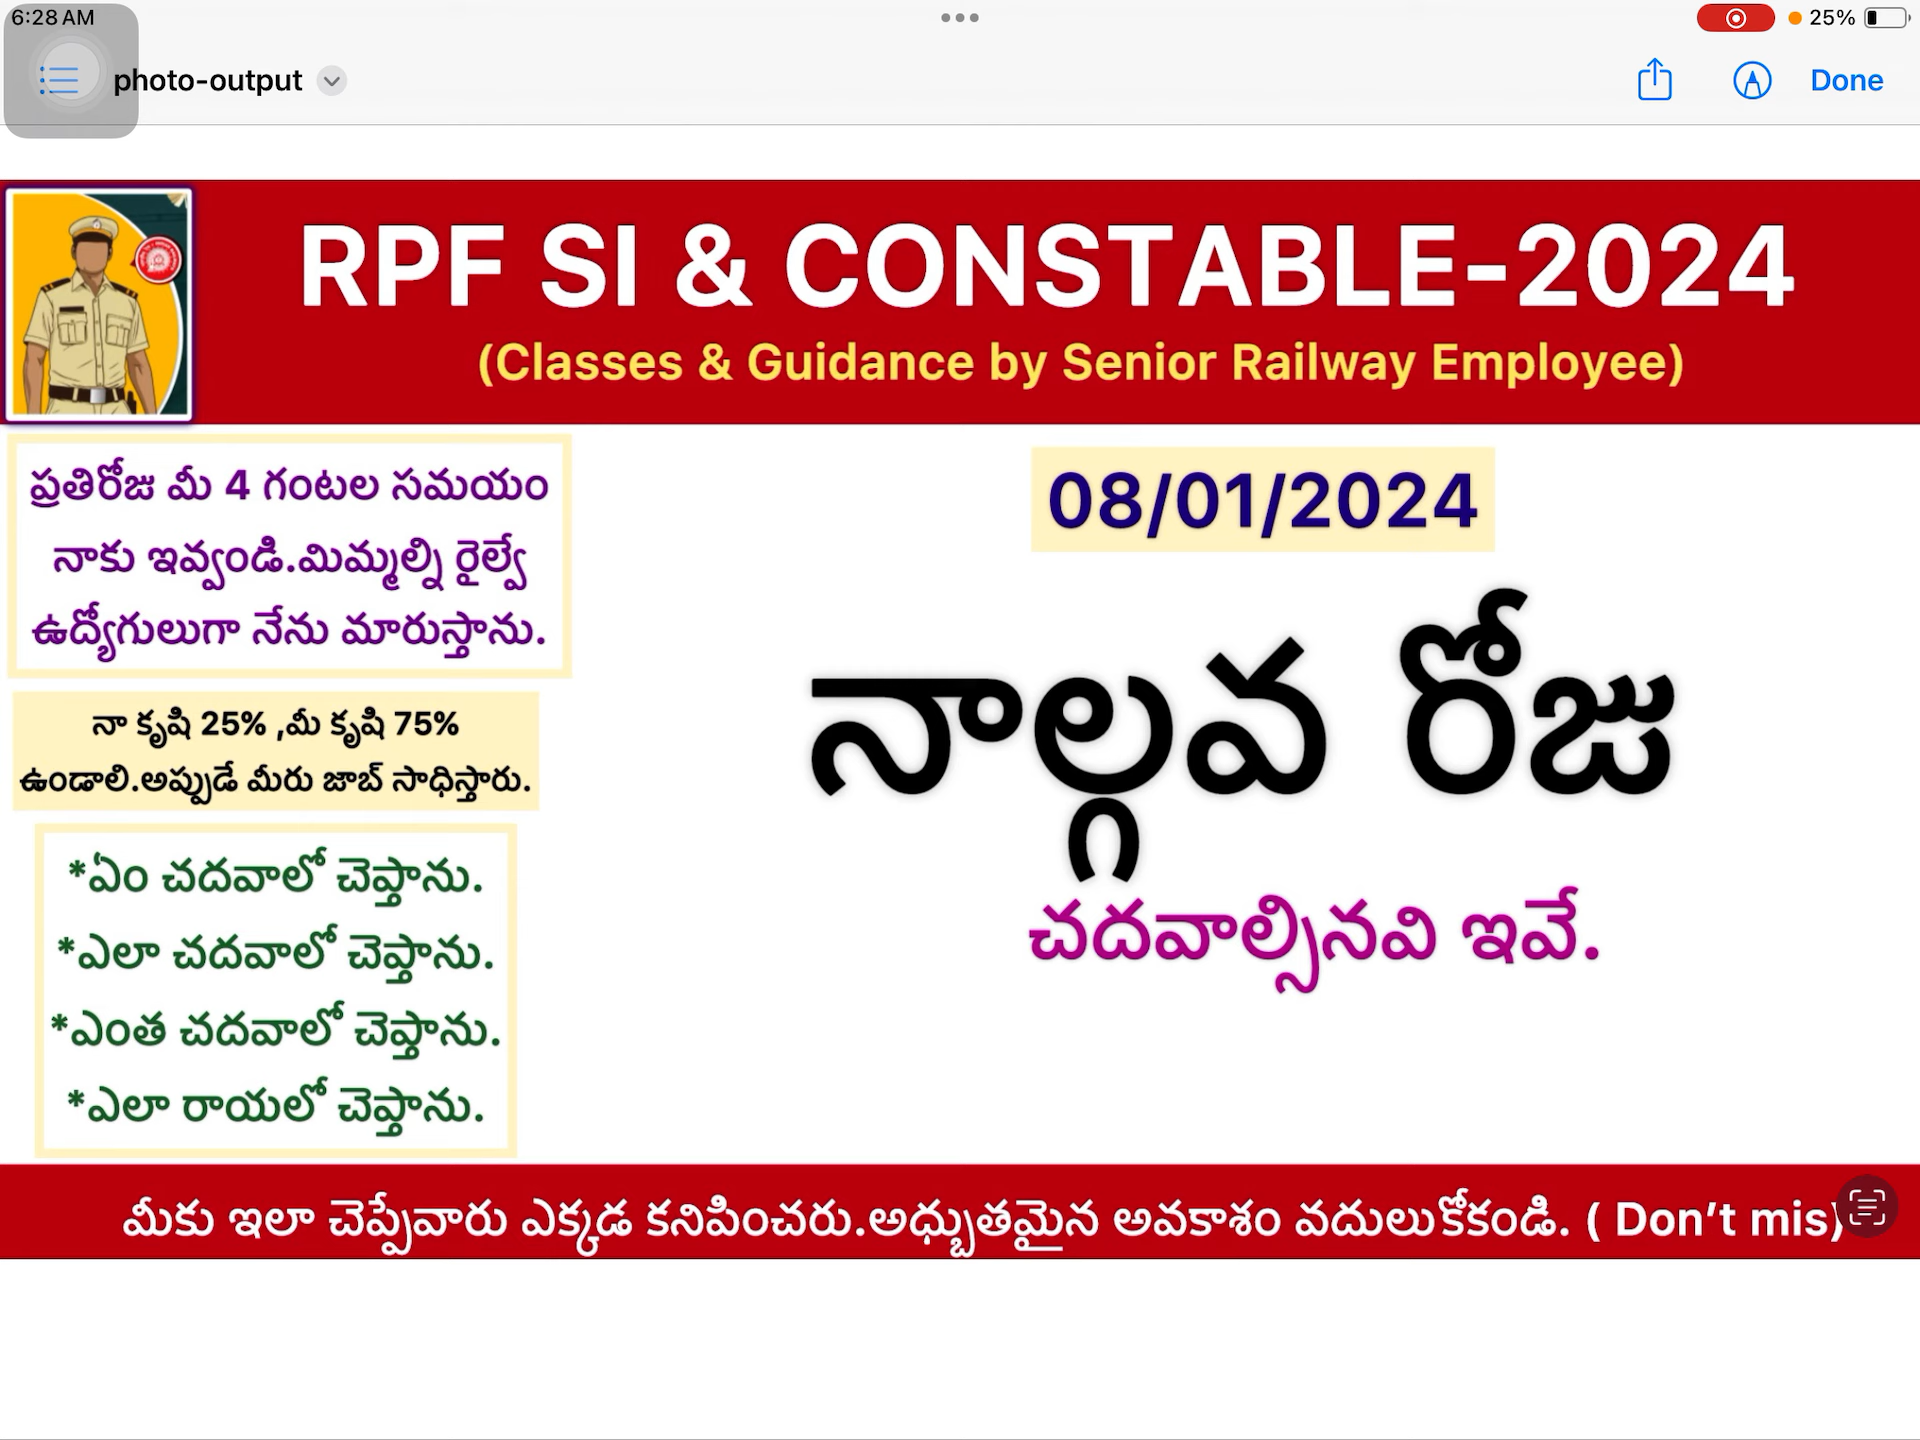 6:28 AM
25%
photo-output
Done
RPF SI & CONSTABLE-2024
(Classes & Guidance by Senior Railway Employee)
ప్రతిరోజు మీ 4 గంటల సమయం
నాకు ఇవ్వండి.మిమ్మల్ని రైల్వే
ఉద్యోగులుగా నేను మారుస్తాను.
నా కృషి 25% ,మీ కృషి 75%
ఉండాలి.అప్పుడే మీరు జాబ్ సాధిస్తారు.
*ఏం చదవాలో చెప్తాను.
*ఎలా చదవాలో చెప్తాను.
*ఎంత చదవాలో చెప్తాను.
*ఎలా రాయలో చెప్తాను.
08/01/2024
నాల్గవ రోజు
చదవాల్సినవి ఇవే.
మీకు ఇలా చెప్పేవారు ఎక్కడ కనిపించరు.అధ్బుతమైన అవకాశం వదులుకోకండి. ( Don’t mis)